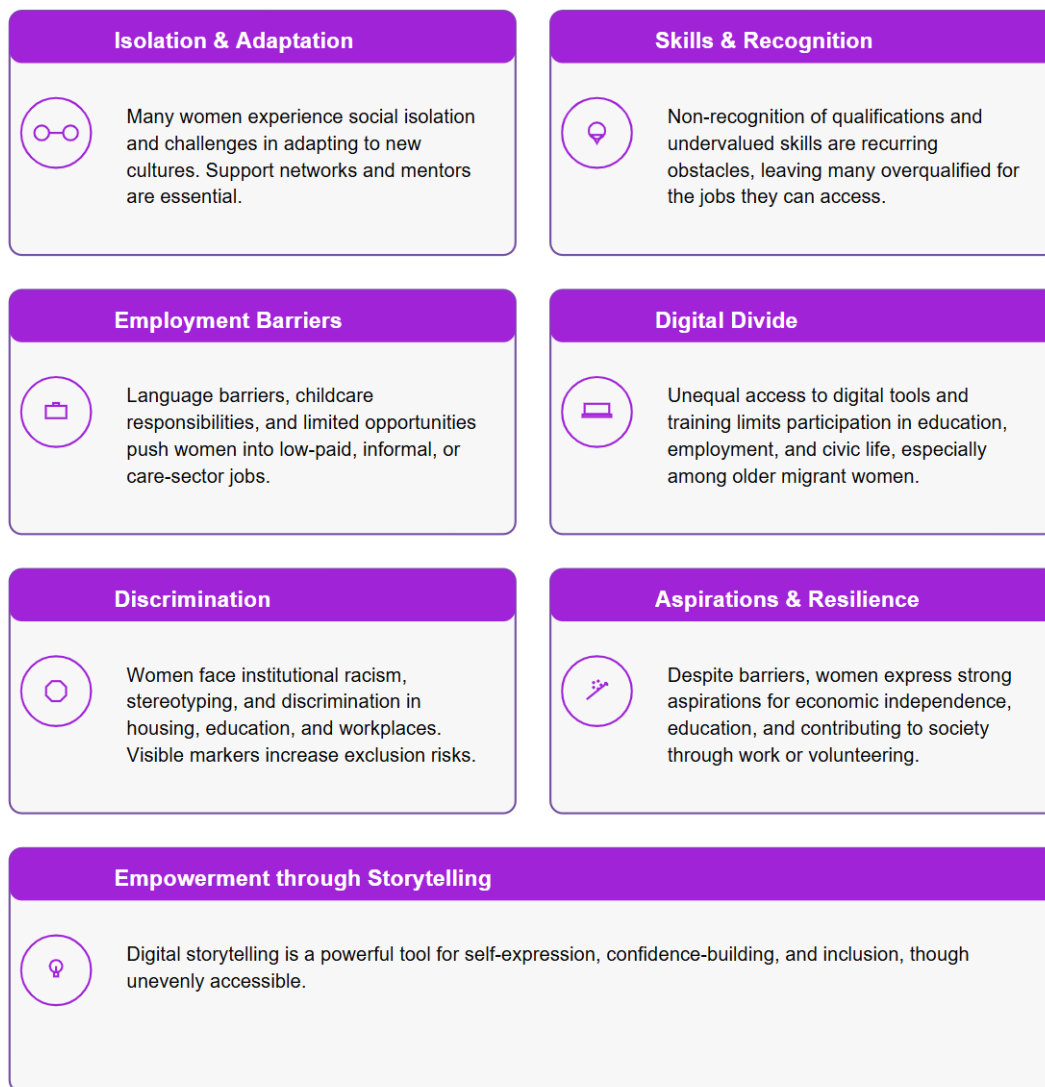 Isolation & Adaptation
Many women experience social isolation
and challenges in adapting to new
cultures. Support networks and mentors
are essential.
Skills & Recognition
Non-recognition of qualifications and
undervalued skills are recurring
obstacles, leaving many overqualified for
the jobs they can access.
Employment Barriers
Language barriers, childcare
responsibilities, and limited opportunities
push women into low-paid, informal, or
care-sector jobs.
Digital Divide
Unequal access to digital tools and
training limits participation in education,
employment, and civic life, especially
among older migrant women.
Discrimination
Women face institutional racism,
stereotyping, and discrimination in
housing, education, and workplaces.
Visible markers increase exclusion risks.
Aspirations & Resilience
Despite barriers, women express strong
aspirations for economic independence,
education, and contributing to society
through work or volunteering.
Empowerment through Storytelling
Digital storytelling is a powerful tool for self-expression, confidence-building, and inclusion, though
unevenly accessible.